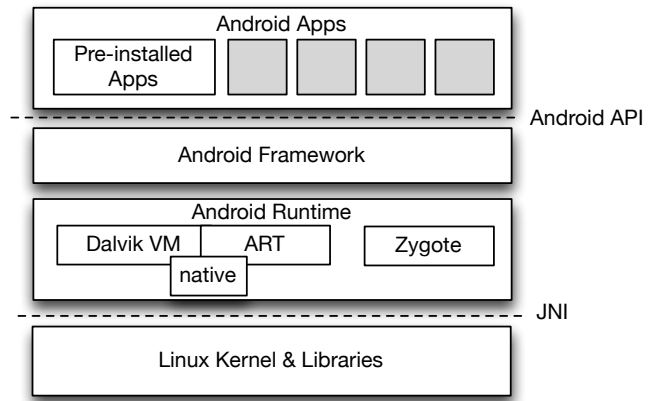 Android Apps
Pre-installed
Apps
Android API
Android Framework
Android Runtime
Dalvik VM
ART
Zygote
native
JNI
Linux Kernel & Libraries